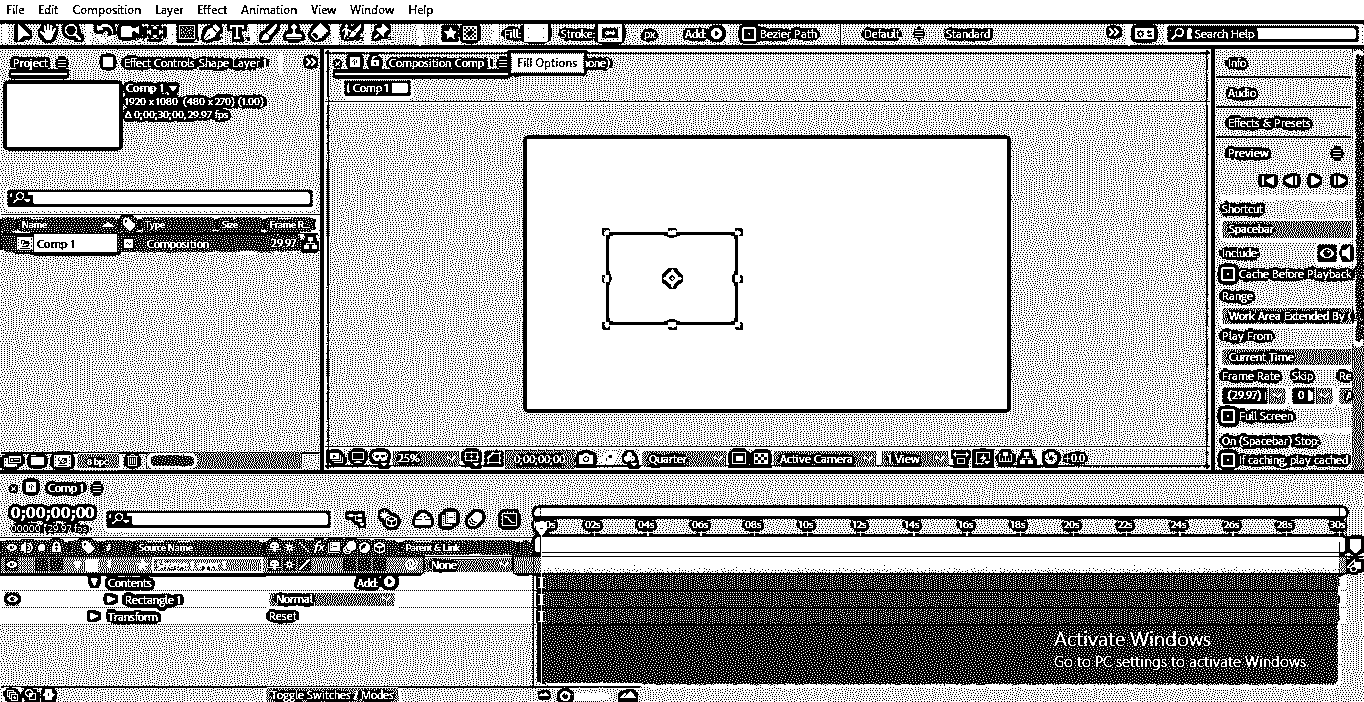 File Edit Composition Layer Effect Animation View Window Help
Fill: Stroke: px Add: Bezier Path Default Standard Search Help
Project Effect Controls Shape Layer 1
Composition Comp 1 Fill Options one)
Comp 1
Comp 1
1920 x 1080 (480 x 270) (1.00)
Δ 0;00;30;00, 29.97 fps
Name Type Size Frame R...
Comp 1 Composition 29.97
8 bpc
25% 0;00;00;00 Quarter Active Camera 1 View +0.0
Info
Audio
Effects & Presets
Preview
Shortcut
Spacebar
Include:
Cache Before Playback
Range
Work Area Extended By
Play From
Current Time
Frame Rate Skip Re
(29.97) 0
Full Screen
On (Spacebar) Stop:
If caching, play cached
Comp 1
0;00;00;00
00000 (29.97 fps)
0s 02s 04s 06s 08s 10s 12s 14s 16s 18s 20s 22s 24s 26s 28s 30s
# Source Name Parent & Link
None
Contents Add:
Rectangle 1 Normal
Transform Reset
Toggle Switches / Modes
Activate Windows
Go to PC settings to activate Windows.